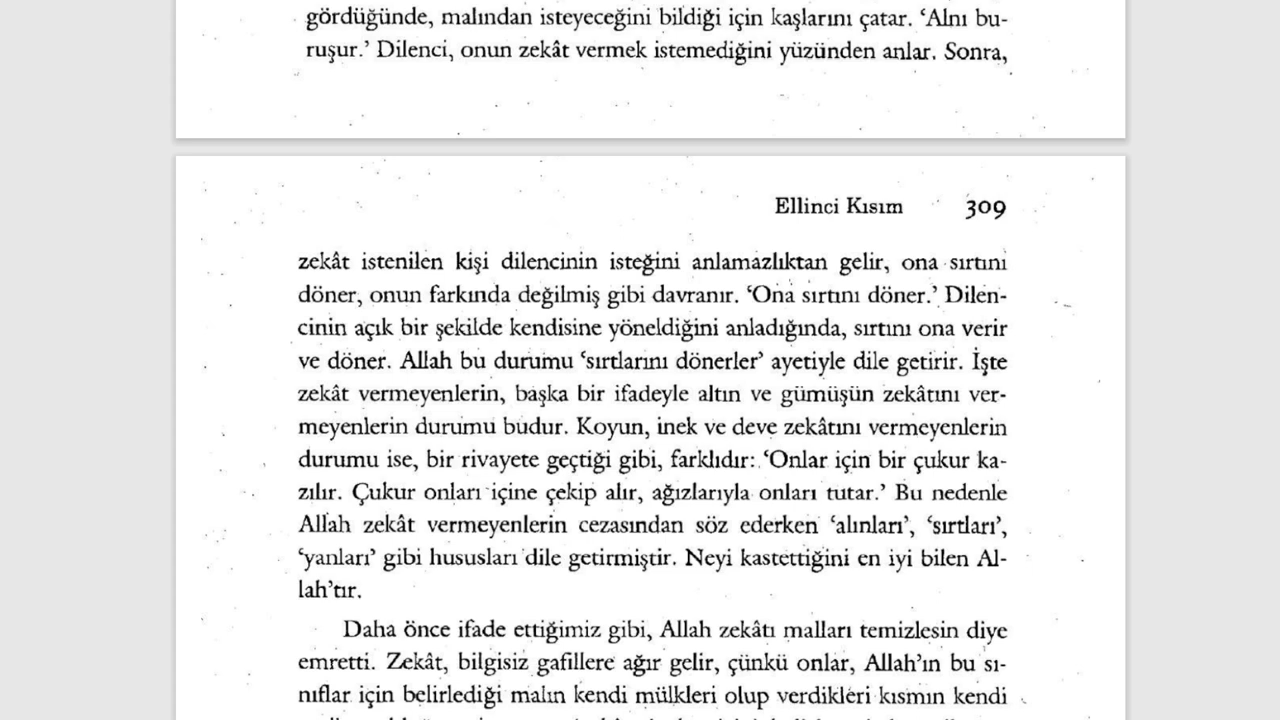 gördüğünde, malından isteyeceğini bildiği için kaşlarını çatar. ‘Alnı bu-
ruşur.’ Dilenci, onun zekât vermek istemediğini yüzünden anlar. Sonra,
Ellinci Kısım 309
zekât istenilen kişi dilencinin isteğini anlamazlıktan gelir, ona sırtını
döner, onun farkında değilmiş gibi davranır. ‘Ona sırtını döner.’ Dilen-
cinin açık bir şekilde kendisine yöneldiğini anladığında, sırtını ona verir
ve döner. Allah bu durumu ‘sırtlarını dönerler’ ayetiyle dile getirir. İşte
zekât vermeyenlerin, başka bir ifadeyle altın ve gümüşün zekâtını ver-
meyenlerin durumu budur. Koyun, inek ve deve zekâtını vermeyenlerin
durumu ise, bir rivayete geçtiği gibi, farklıdır: ‘Onlar için bir çukur ka-
zılır. Çukur onları içine çekip alır, ağızlarıyla onları tutar.’ Bu nedenle
Allah zekât vermeyenlerin cezasından söz ederken ‘alınları’, ‘sırtları’,
‘yanları’ gibi hususları dile getirmiştir. Neyi kastettiğini en iyi bilen Al-
lah’tır.
Daha önce ifade ettiğimiz gibi, Allah zekâtı malları temizlesin diye
emretti. Zekât, bilgisiz gafillere ağır gelir, çünkü onlar, Allah’ın bu sı-
nıflar için belirlediği malın kendi mülkleri olup verdikleri kısmın kendi